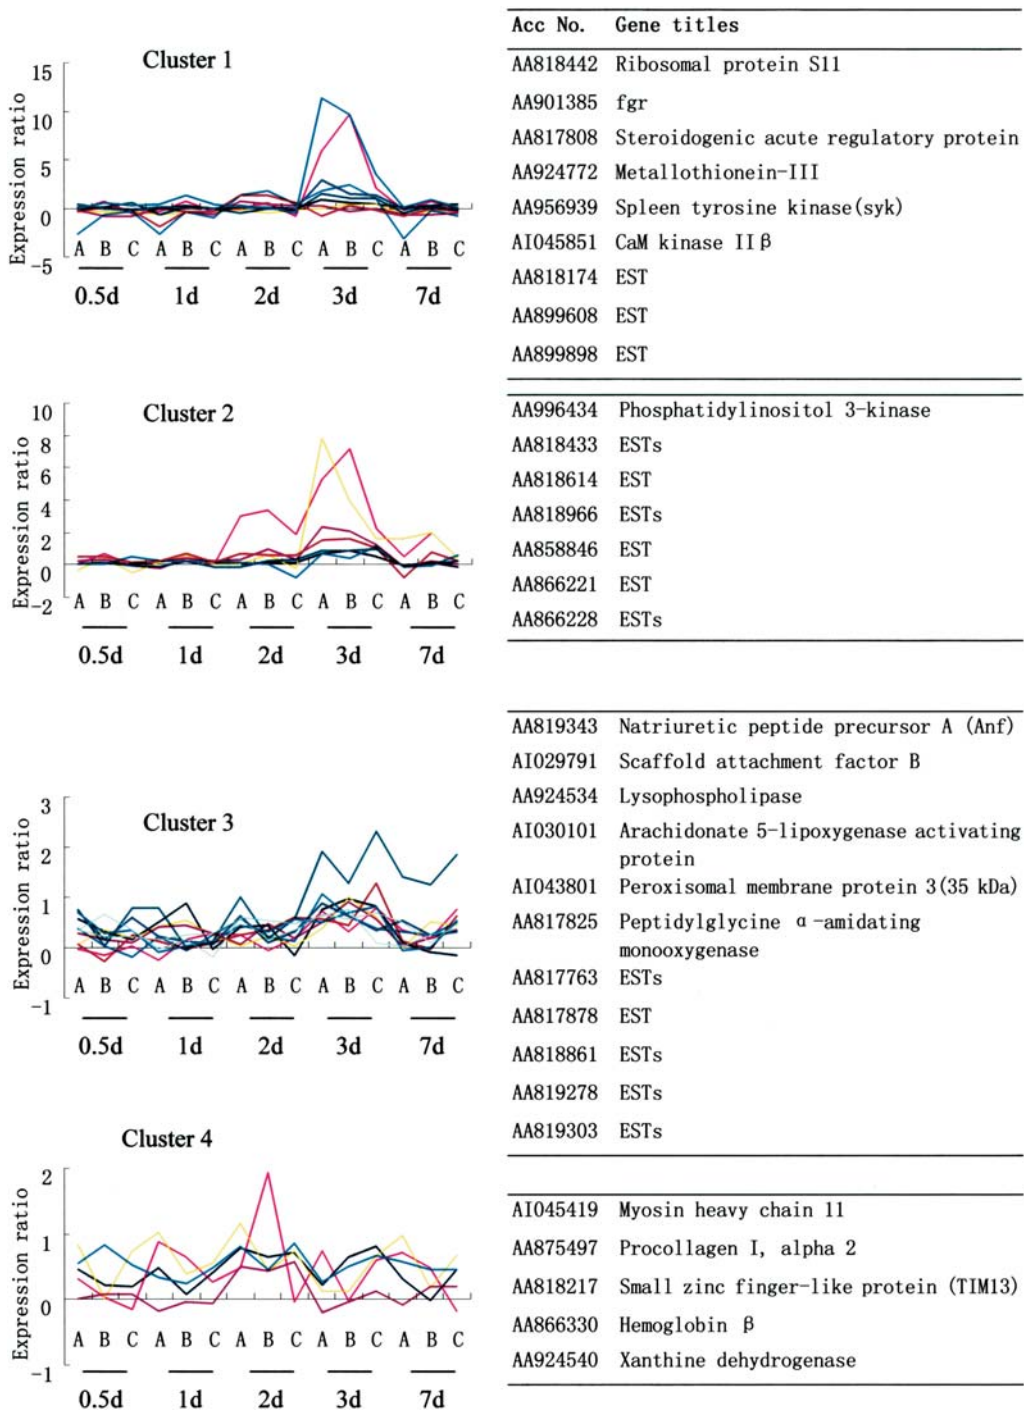 Cluster 1
Expression ratio
15
10
5
0
-5
A B C A B C A B C A B C A B C
0.5d 1d 2d 3d 7d
Acc No. Gene titles
AA818442 Ribosomal protein S11
AA901385 fgr
AA817808 Steroidogenic acute regulatory protein
AA924772 Metallothionein-III
AA956939 Spleen tyrosine kinase(syk)
AI045851 CaM kinase IIβ
AA818174 EST
AA899608 EST
AA899898 EST
Cluster 2
Expression ratio
10
8
6
4
2
0
-2
A B C A B C A B C A B C A B C
0.5d 1d 2d 3d 7d
AA996434 Phosphatidylinositol 3-kinase
AA818433 ESTs
AA818614 EST
AA818966 ESTs
AA858846 EST
AA866221 EST
AA866228 ESTs
Cluster 3
Expression ratio
3
2
1
0
-1
A B C A B C A B C A B C A B C
0.5d 1d 2d 3d 7d
AA819343 Natriuretic peptide precursor A (Anf)
AI029791 Scaffold attachment factor B
AA924534 Lysophospholipase
AI030101 Arachidonate 5-lipoxygenase activating
protein
AI043801 Peroxisomal membrane protein 3(35 kDa)
AA817825 Peptidylglycine α-amidating
monooxygenase
AA817763 ESTs
AA817878 EST
AA818861 ESTs
AA819278 ESTs
AA819303 ESTs
Cluster 4
Expression ratio
2
1
0
-1
A B C A B C A B C A B C A B C
0.5d 1d 2d 3d 7d
AI045419 Myosin heavy chain 11
AA875497 Procollagen I, alpha 2
AA818217 Small zinc finger-like protein (TIM13)
AA866330 Hemoglobin β
AA924540 Xanthine dehydrogenase